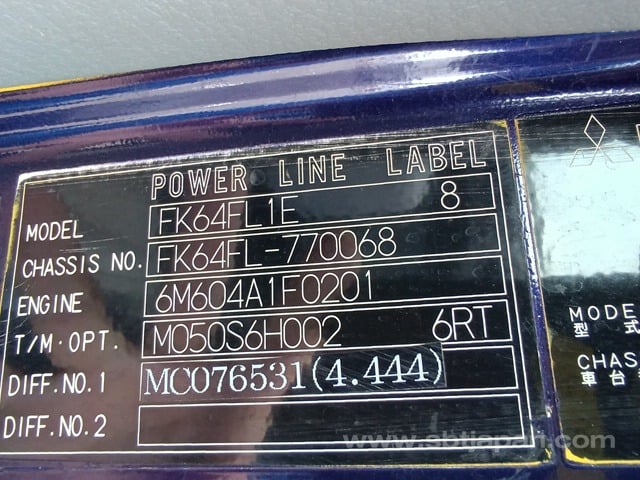 POWER LINE LABEL
MODEL FK64FL1E 8
CHASSIS NO. FK64FL-770068
ENGINE 6M604A1F0201
T/M·OPT. M050S6H002 6RT
DIFF.NO.1 MC076531(4.444)
DIFF.NO.2
MODE
型式
CHAS
車台
www.sbtjapan.com